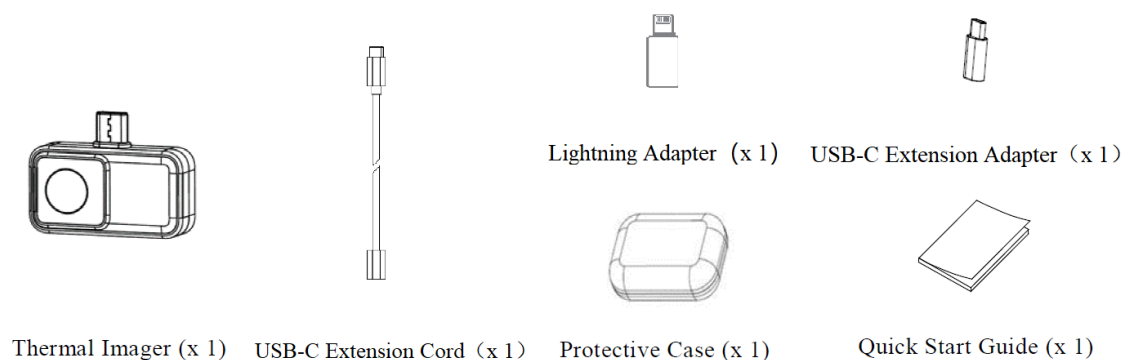 Lightning Adapter（x 1）
USB-C Extension Adapter（x 1）
Thermal Imager (x 1)
USB-C Extension Cord（x 1）
Protective Case (x 1)
Quick Start Guide (x 1)